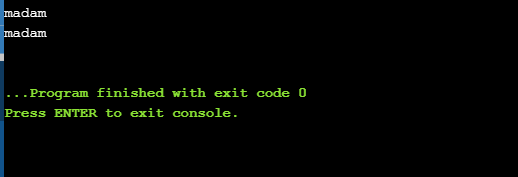 madam
madam
...Program finished with exit code 0
Press ENTER to exit console.